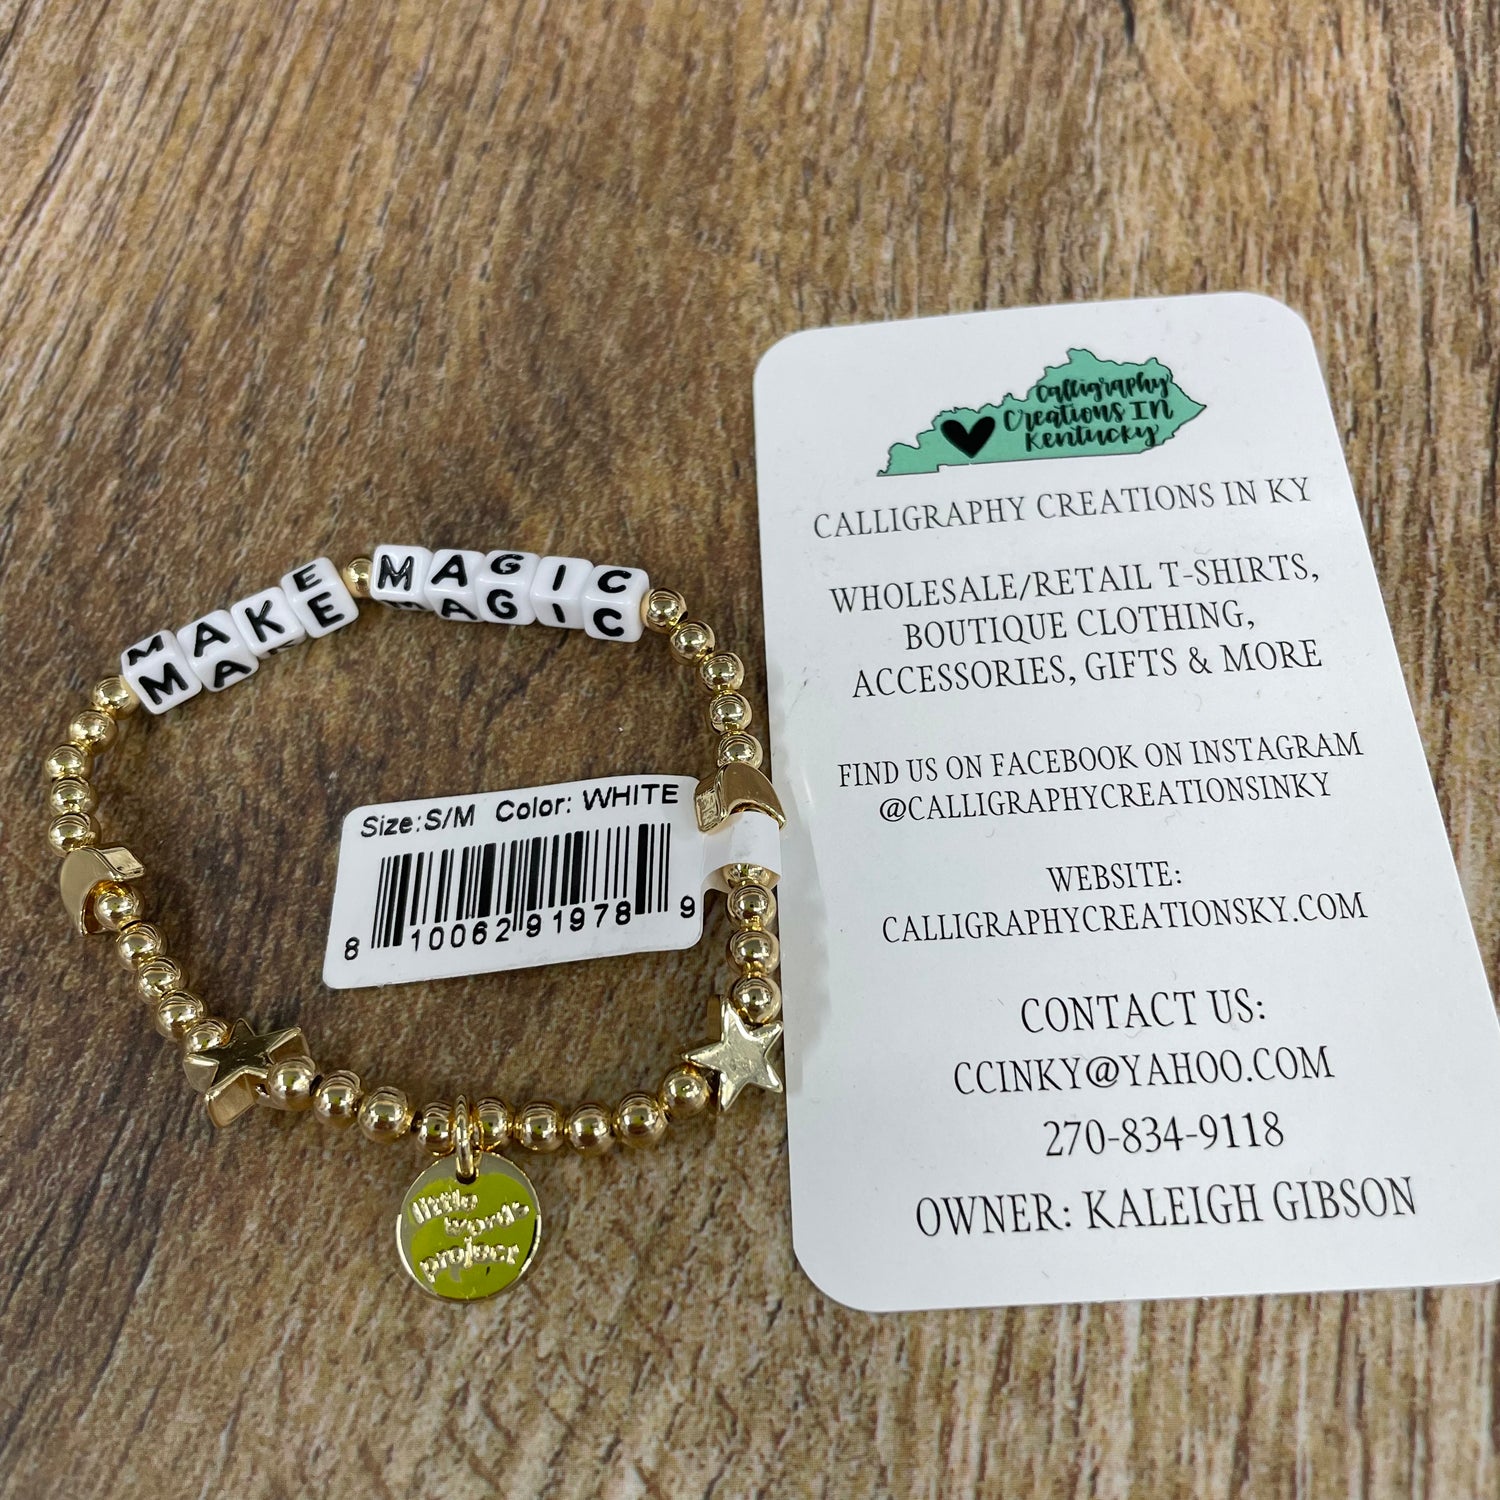 MAKE MAGIC
Size:S/M Color: WHITE
8 10062 91978 9
little
words
project
Calligraphy
Creations IN
Kentucky
CALLIGRAPHY CREATIONS IN KY
WHOLESALE/RETAIL T-SHIRTS,
BOUTIQUE CLOTHING,
ACCESSORIES, GIFTS & MORE
FIND US ON FACEBOOK ON INSTAGRAM
@CALLIGRAPHYCREATIONSINKY
WEBSITE:
CALLIGRAPHYCREATIONSKY.COM
CONTACT US:
CCINKY@YAHOO.COM
270-834-9118
OWNER: KALEIGH GIBSON